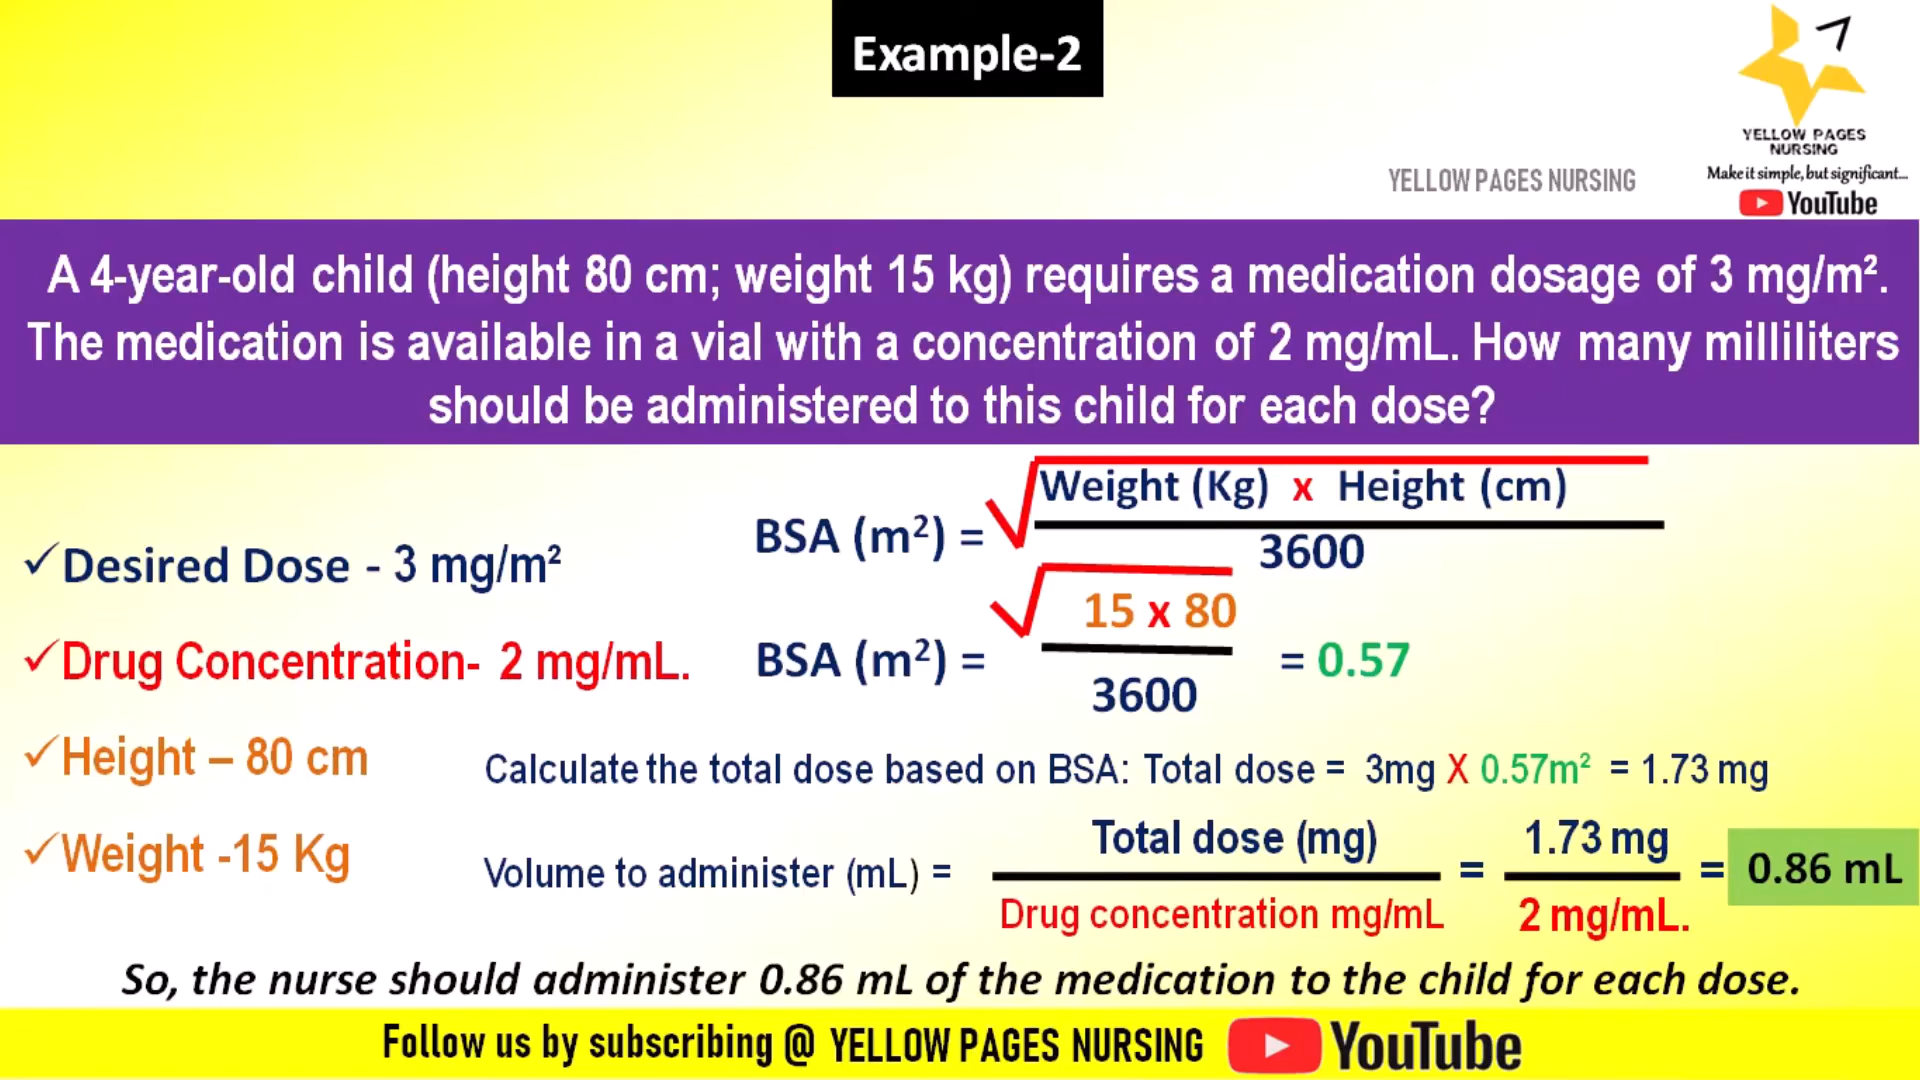 Example-2
YELLOW PAGES
NURSING
Make it simple, but significant...
YouTube
YELLOW PAGES NURSING
A 4-year-old child (height 80 cm; weight 15 kg) requires a medication dosage of 3 mg/m².
The medication is available in a vial with a concentration of 2 mg/mL. How many milliliters
should be administered to this child for each dose?
✓Desired Dose - 3 mg/m²
✓Drug Concentration- 2 mg/mL.
✓Height – 80 cm
✓Weight -15 Kg
Weight (Kg) x Height (cm)
BSA (m²) = √
3600
15 x 80
BSA (m²) = √ = 0.57
3600
Calculate the total dose based on BSA: Total dose = 3mg X 0.57m² = 1.73 mg
Total dose (mg) 1.73 mg
Volume to administer (mL) = = = 0.86 mL
Drug concentration mg/mL 2 mg/mL.
So, the nurse should administer 0.86 mL of the medication to the child for each dose.
Follow us by subscribing @ YELLOW PAGES NURSING YouTube